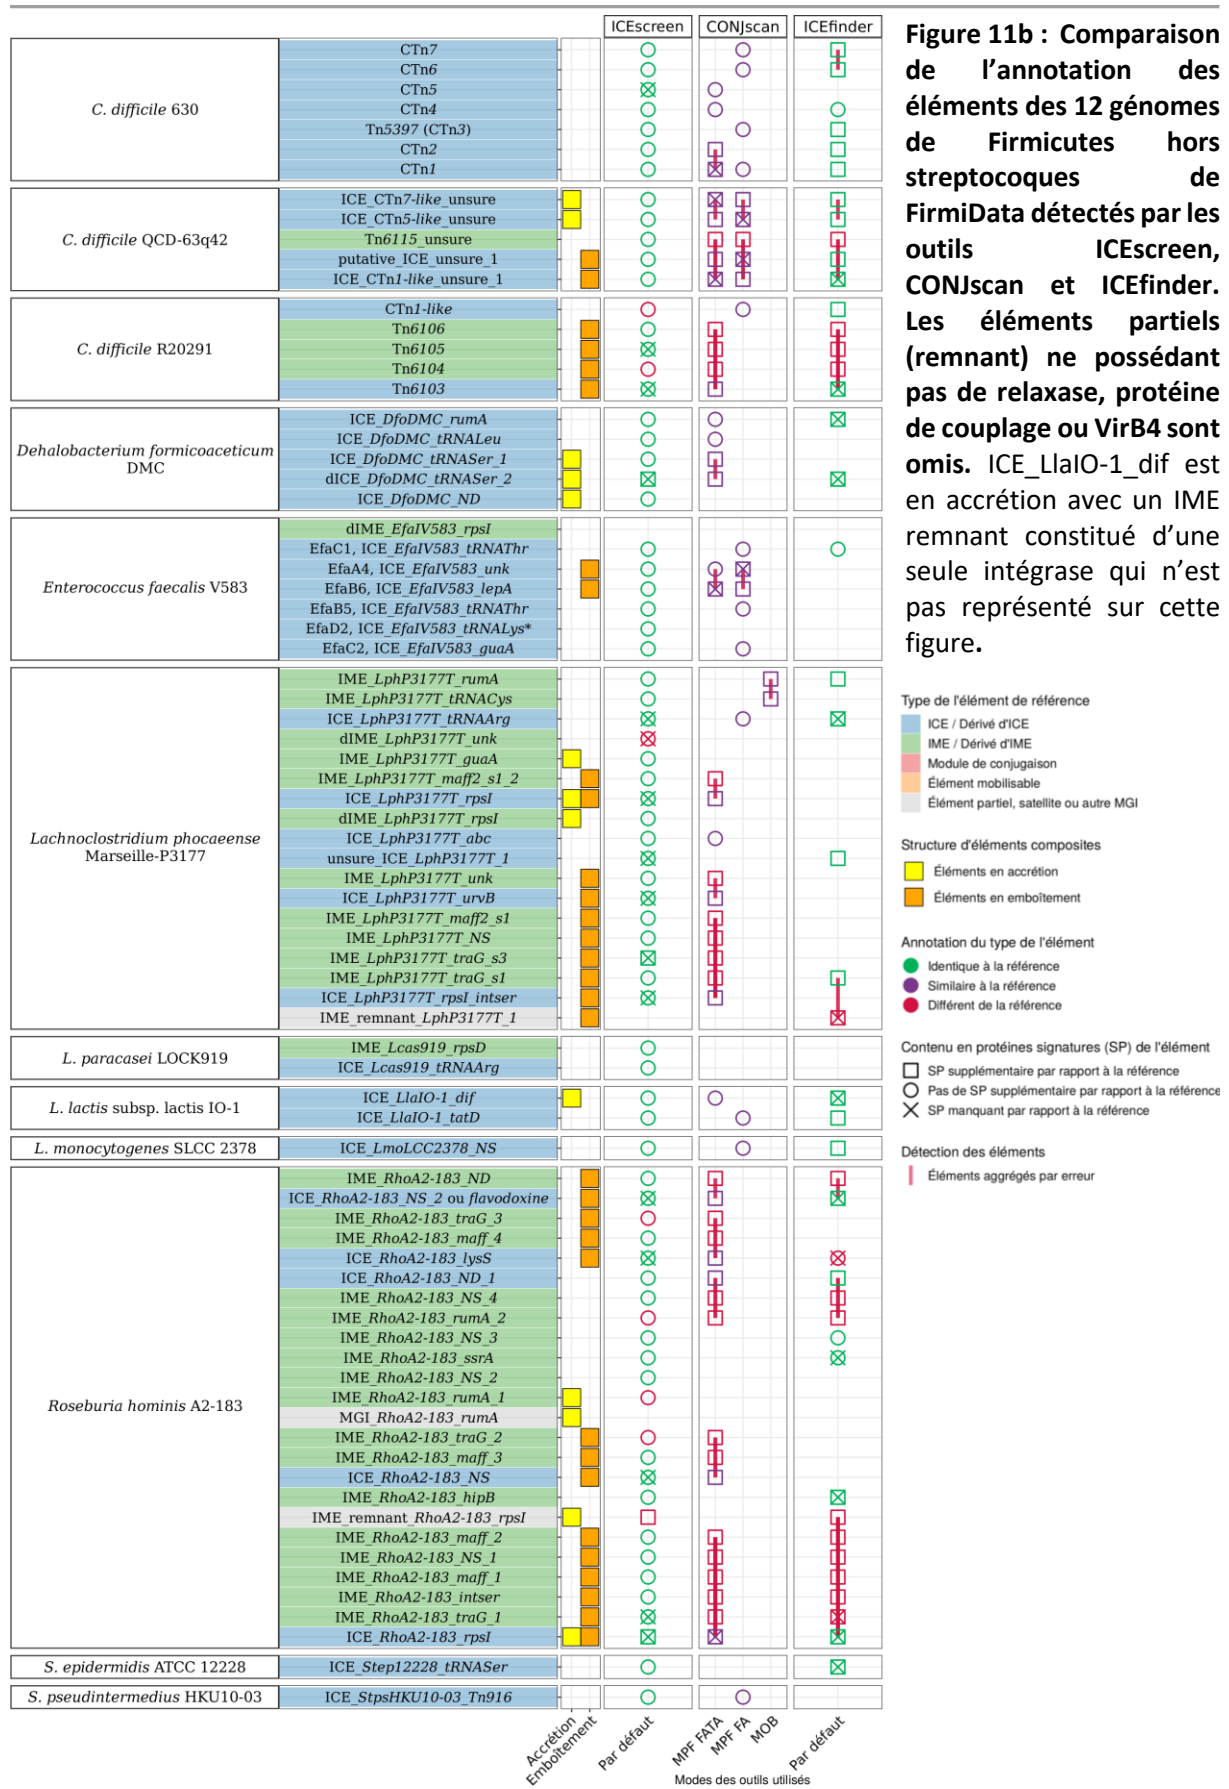 ICEscreen CONJscan ICEfinder
C. difficile 630
CTn7
CTn6
CTn5
CTn4
Tn5397 (CTn3)
CTn2
CTn1
C. difficile QCD-63q42
ICE_CTn7-like_unsure
ICE_CTn5-like_unsure
Tn6115_unsure
putative_ICE_unsure_1
ICE_CTn1-like_unsure_1
C. difficile R20291
CTn1-like
Tn6106
Tn6105
Tn6104
Tn6103
Dehalobacterium formicoaceticum
DMC
ICE_DfoDMC_rumA
ICE_DfoDMC_tRNALeu
ICE_DfoDMC_tRNASer_1
dICE_DfoDMC_tRNASer_2
ICE_DfoDMC_ND
Enterococcus faecalis V583
dIME_EfaIV583_rpsI
EfaC1, ICE_EfaIV583_tRNAThr
EfaA4, ICE_EfaIV583_unk
EfaB6, ICE_EfaIV583_lepA
EfaB5, ICE_EfaIV583_tRNAThr
EfaD2, ICE_EfaIV583_tRNALys*
EfaC2, ICE_EfaIV583_guaA
Lachnoclostridium phocaeense
Marseille-P3177
IME_LphP3177T_rumA
IME_LphP3177T_tRNACys
ICE_LphP3177T_tRNAArg
dIME_LphP3177T_unk
IME_LphP3177T_guaA
IME_LphP3177T_maff2_s1_2
ICE_LphP3177T_rpsI
dIME_LphP3177T_rpsI
ICE_LphP3177T_abc
unsure_ICE_LphP3177T_1
IME_LphP3177T_unk
ICE_LphP3177T_urvB
IME_LphP3177T_maff2_s1
IME_LphP3177T_NS
IME_LphP3177T_traG_s3
IME_LphP3177T_traG_s1
ICE_LphP3177T_rpsI_intser
IME_remnant_LphP3177T_1
L. paracasei LOCK919
IME_Lcas919_rpsD
ICE_Lcas919_tRNAArg
L. lactis subsp. lactis IO-1
ICE_LlaIO-1_dif
ICE_LlaIO-1_tatD
L. monocytogenes SLCC 2378
ICE_LmoLCC2378_NS
Roseburia hominis A2-183
IME_RhoA2-183_ND
ICE_RhoA2-183_NS_2 ou flavodoxine
IME_RhoA2-183_traG_3
IME_RhoA2-183_maff_4
ICE_RhoA2-183_lysS
ICE_RhoA2-183_ND_1
IME_RhoA2-183_NS_4
IME_RhoA2-183_rumA_2
IME_RhoA2-183_NS_3
IME_RhoA2-183_ssrA
IME_RhoA2-183_NS_2
IME_RhoA2-183_rumA_1
MGI_RhoA2-183_rumA
IME_RhoA2-183_traG_2
IME_RhoA2-183_maff_3
ICE_RhoA2-183_NS
IME_RhoA2-183_hipB
IME_remnant_RhoA2-183_rpsI
IME_RhoA2-183_maff_2
IME_RhoA2-183_NS_1
IME_RhoA2-183_maff_1
IME_RhoA2-183_intser
IME_RhoA2-183_traG_1
ICE_RhoA2-183_rpsI
S. epidermidis ATCC 12228
ICE_Step12228_tRNASer
S. pseudintermedius HKU10-03
ICE_StpsHKU10-03_Tn916
Accrétion
Emboîtement
Par défaut
MPF FATA
MPF FA
MOB
Par défaut
Modes des outils utilisés
Figure 11b : Comparaison
de l'annotation des
éléments des 12 génomes
de Firmicutes hors
streptocoques de
FirmiData détectés par les
outils ICEscreen,
CONJscan et ICEfinder.
Les éléments partiels
(remnant) ne possédant
pas de relaxase, protéine
de couplage ou VirB4 sont
omis. ICE_LlaIO-1_dif est
en accrétion avec un IME
remnant constitué d'une
seule intégrase qui n'est
pas représenté sur cette
figure.
Type de l'élément de référence
ICE / Dérivé d'ICE
IME / Dérivé d'IME
Module de conjugaison
Élément mobilisable
Élément partiel, satellite ou autre MGI
Structure d'éléments composites
Éléments en accrétion
Éléments en emboîtement
Annotation du type de l'élément
Identique à la référence
Similaire à la référence
Différent de la référence
Contenu en protéines signatures (SP) de l'élément
SP supplémentaire par rapport à la référence
Pas de SP supplémentaire par rapport à la référence
SP manquant par rapport à la référence
Détection des éléments
Éléments aggrégés par erreur